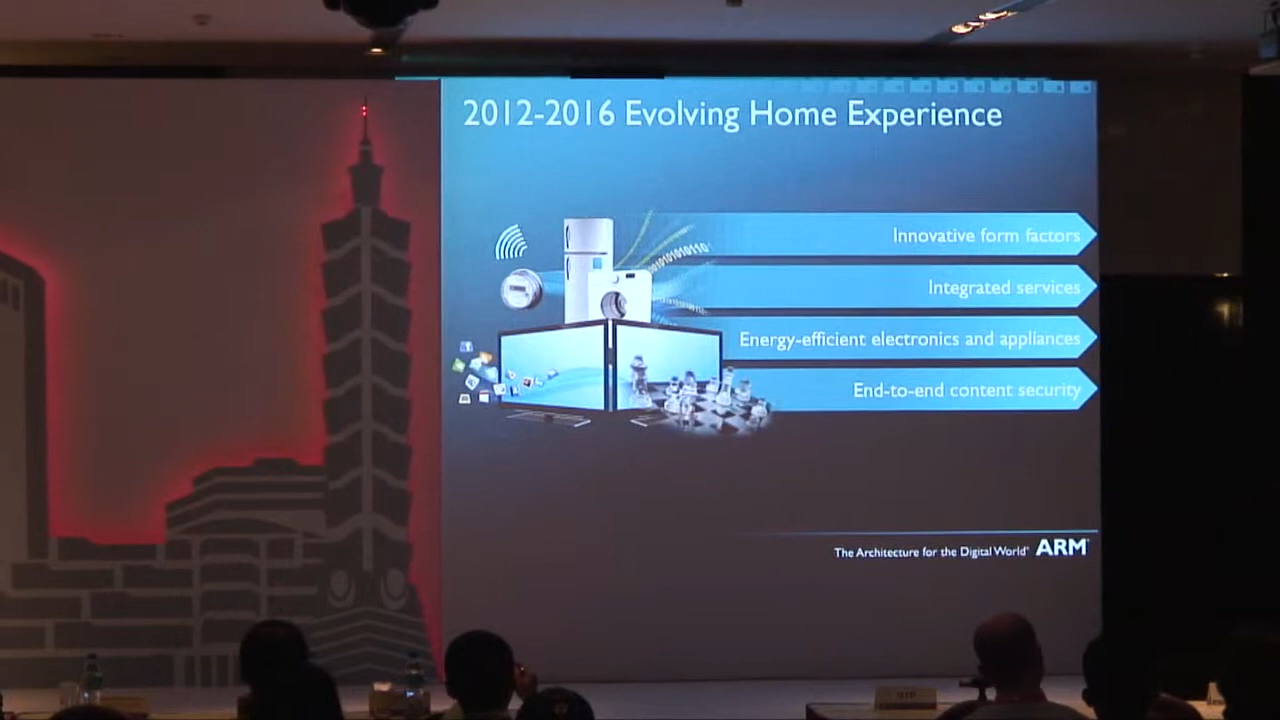 2012-2016 Evolving Home Experience
Innovative form factors
Integrated services
Energy-efficient electronics and appliances
End-to-end content security
The Architecture for the Digital World® ARM®
VIP